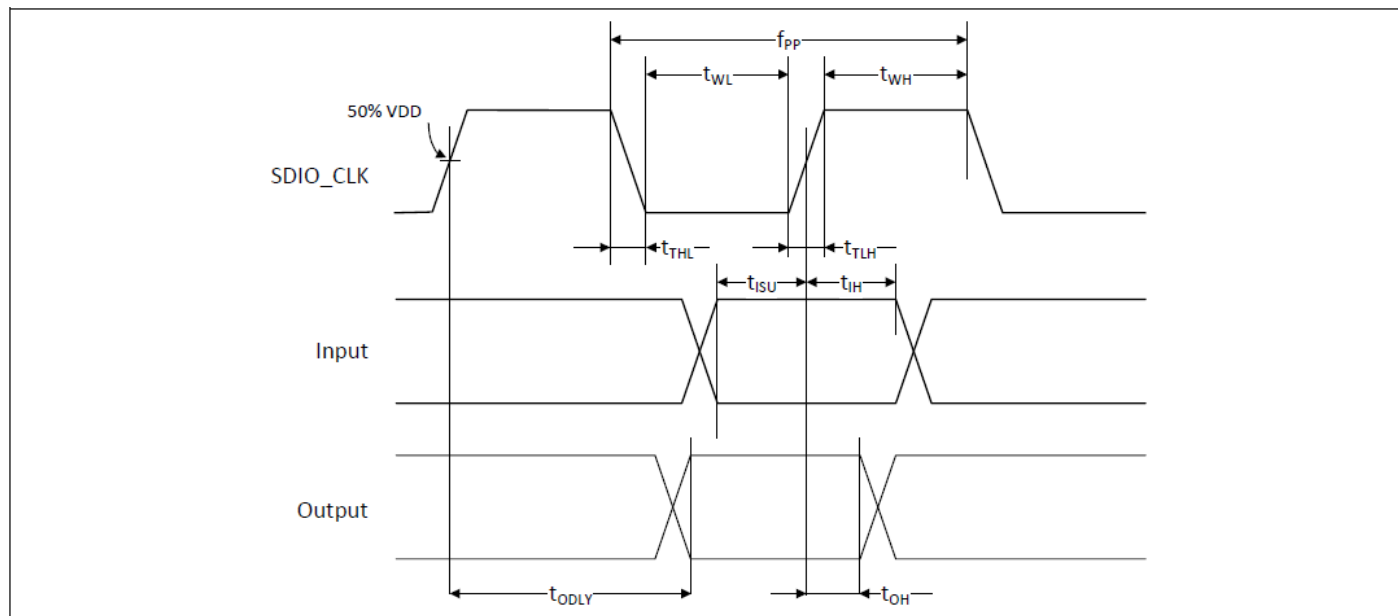 fPP
tWL
tWH
50% VDD
SDIO_CLK
tTHL
tTLH
tISU
tIH
Input
Output
tODLY
tOH